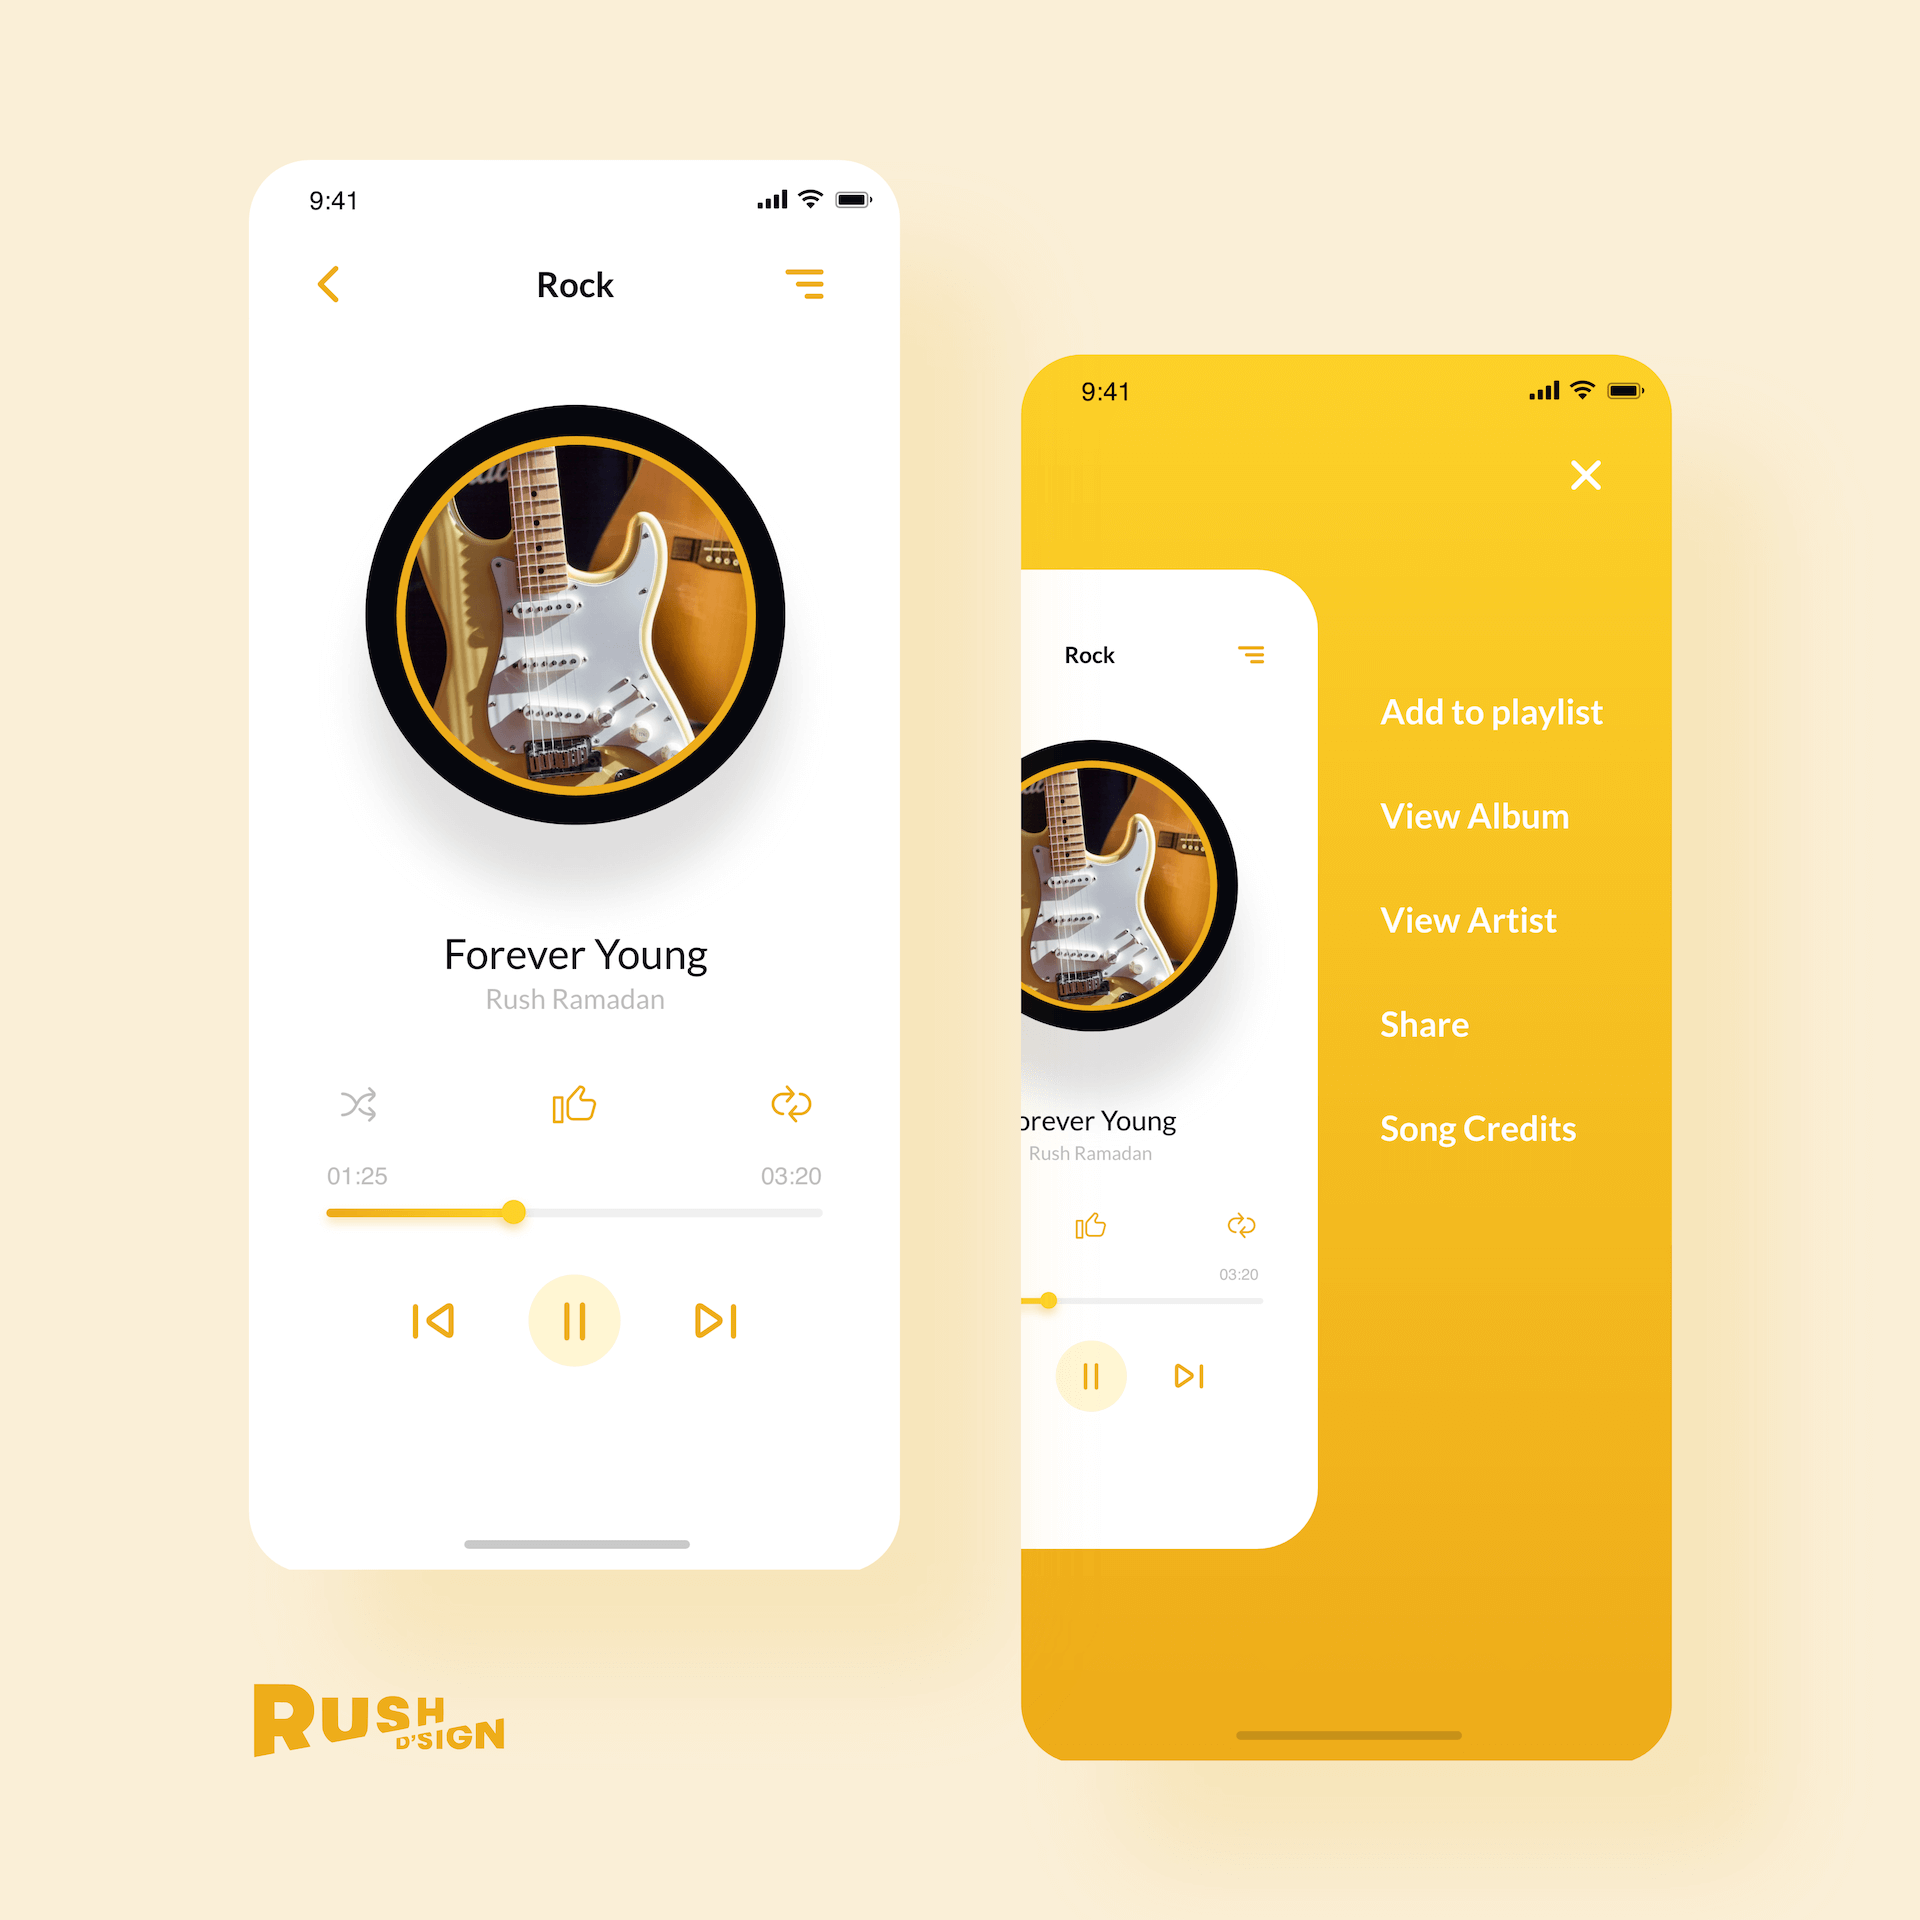 9:41
Rock
Forever Young
Rush Ramadan
01:25
03:20
9:41
Rock
Add to playlist
View Album
View Artist
Share
Song Credits
orever Young
Rush Ramadan
03:20
RUSH
D'SIGN